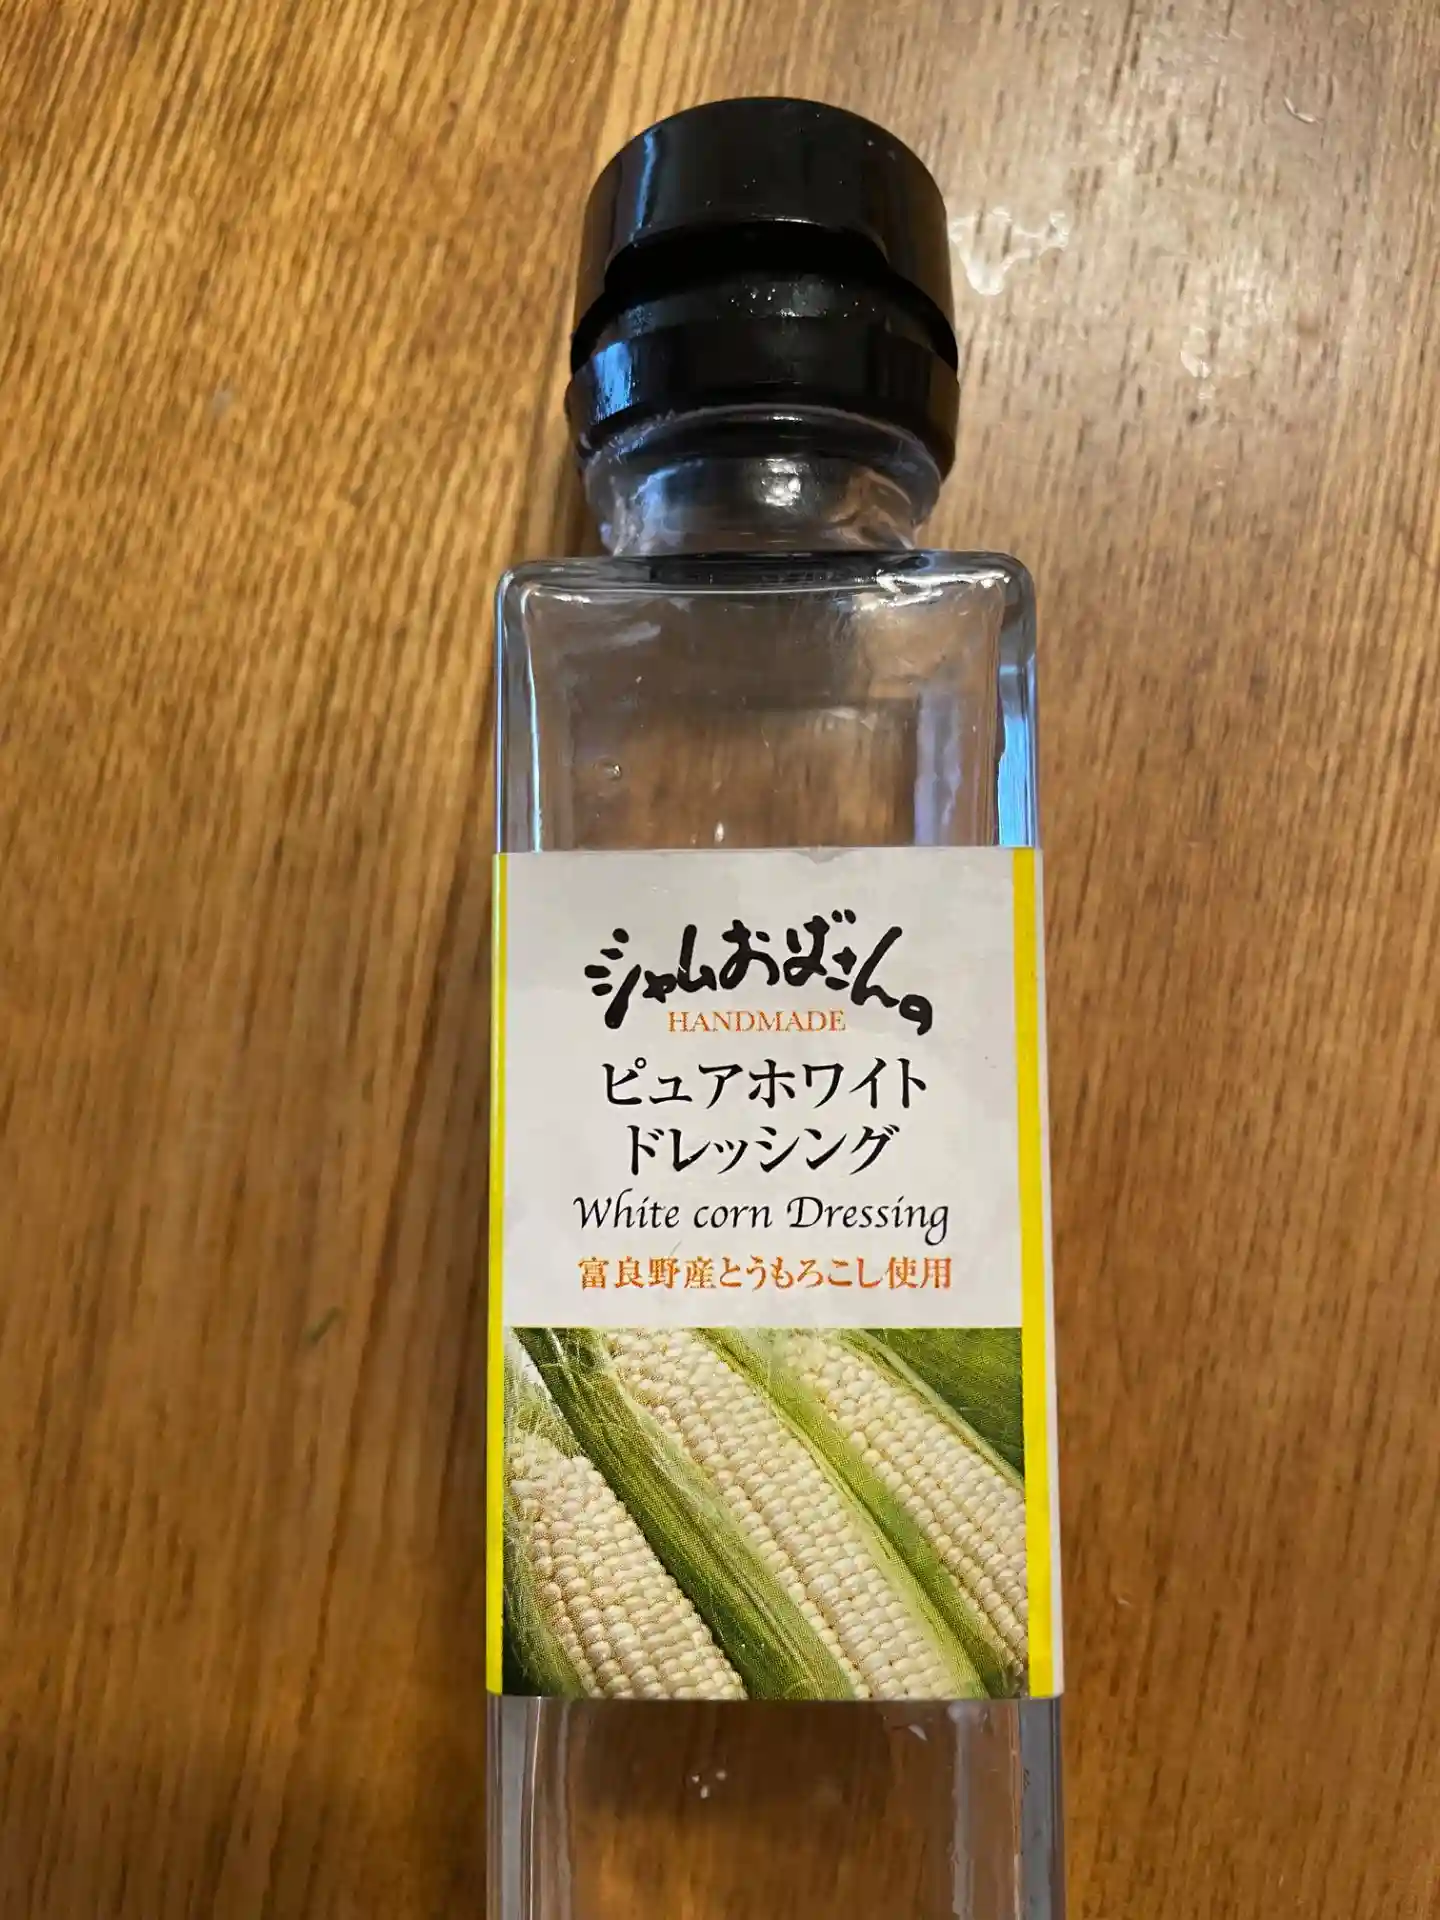 シャムおばさんの
HANDMADE
ピュアホワイト
ドレッシング
White corn Dressing
富良野産とうもろこし使用